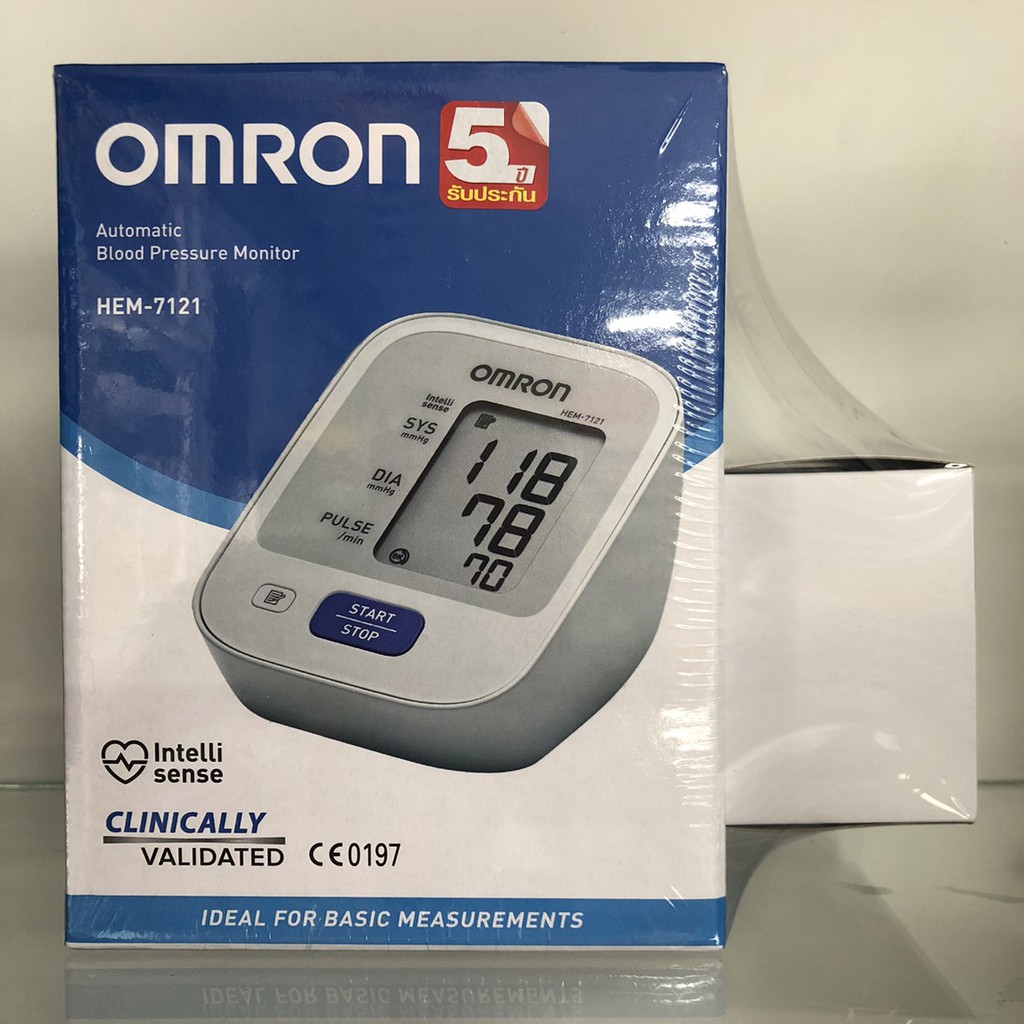 OMRON
5 ปี
รับประกัน
Automatic
Blood Pressure Monitor
HEM-7121
OMRON
HEM-7121
Intelli
sense
SYS
mmHg
118
DIA
mmHg
78
PULSE
/min
70
OK
START
STOP
Intelli
sense
CLINICALLY
VALIDATED CE0197
IDEAL FOR BASIC MEASUREMENTS